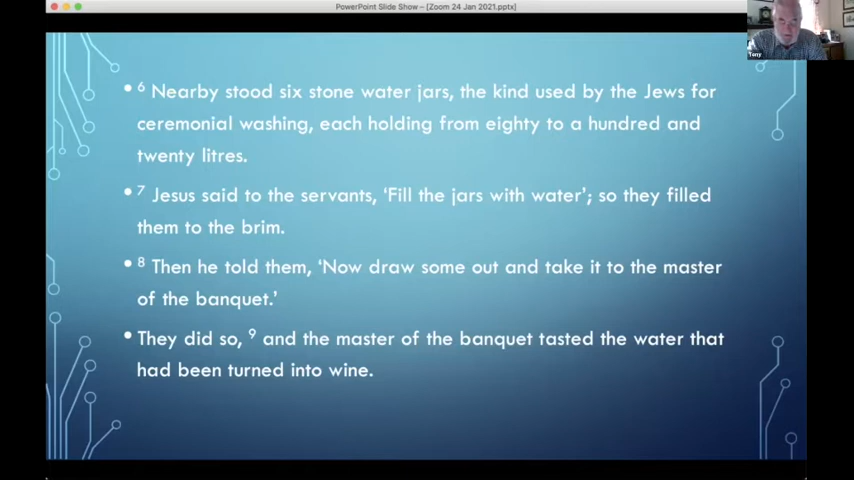 PowerPoint Slide Show – [Zoom 24 Jan 2021.pptx]
Tony
• 6 Nearby stood six stone water jars, the kind used by the Jews for
ceremonial washing, each holding from eighty to a hundred and
twenty litres.
• 7 Jesus said to the servants, ‘Fill the jars with water’; so they filled
them to the brim.
• 8 Then he told them, ‘Now draw some out and take it to the master
of the banquet.’
• They did so, 9 and the master of the banquet tasted the water that
had been turned into wine.